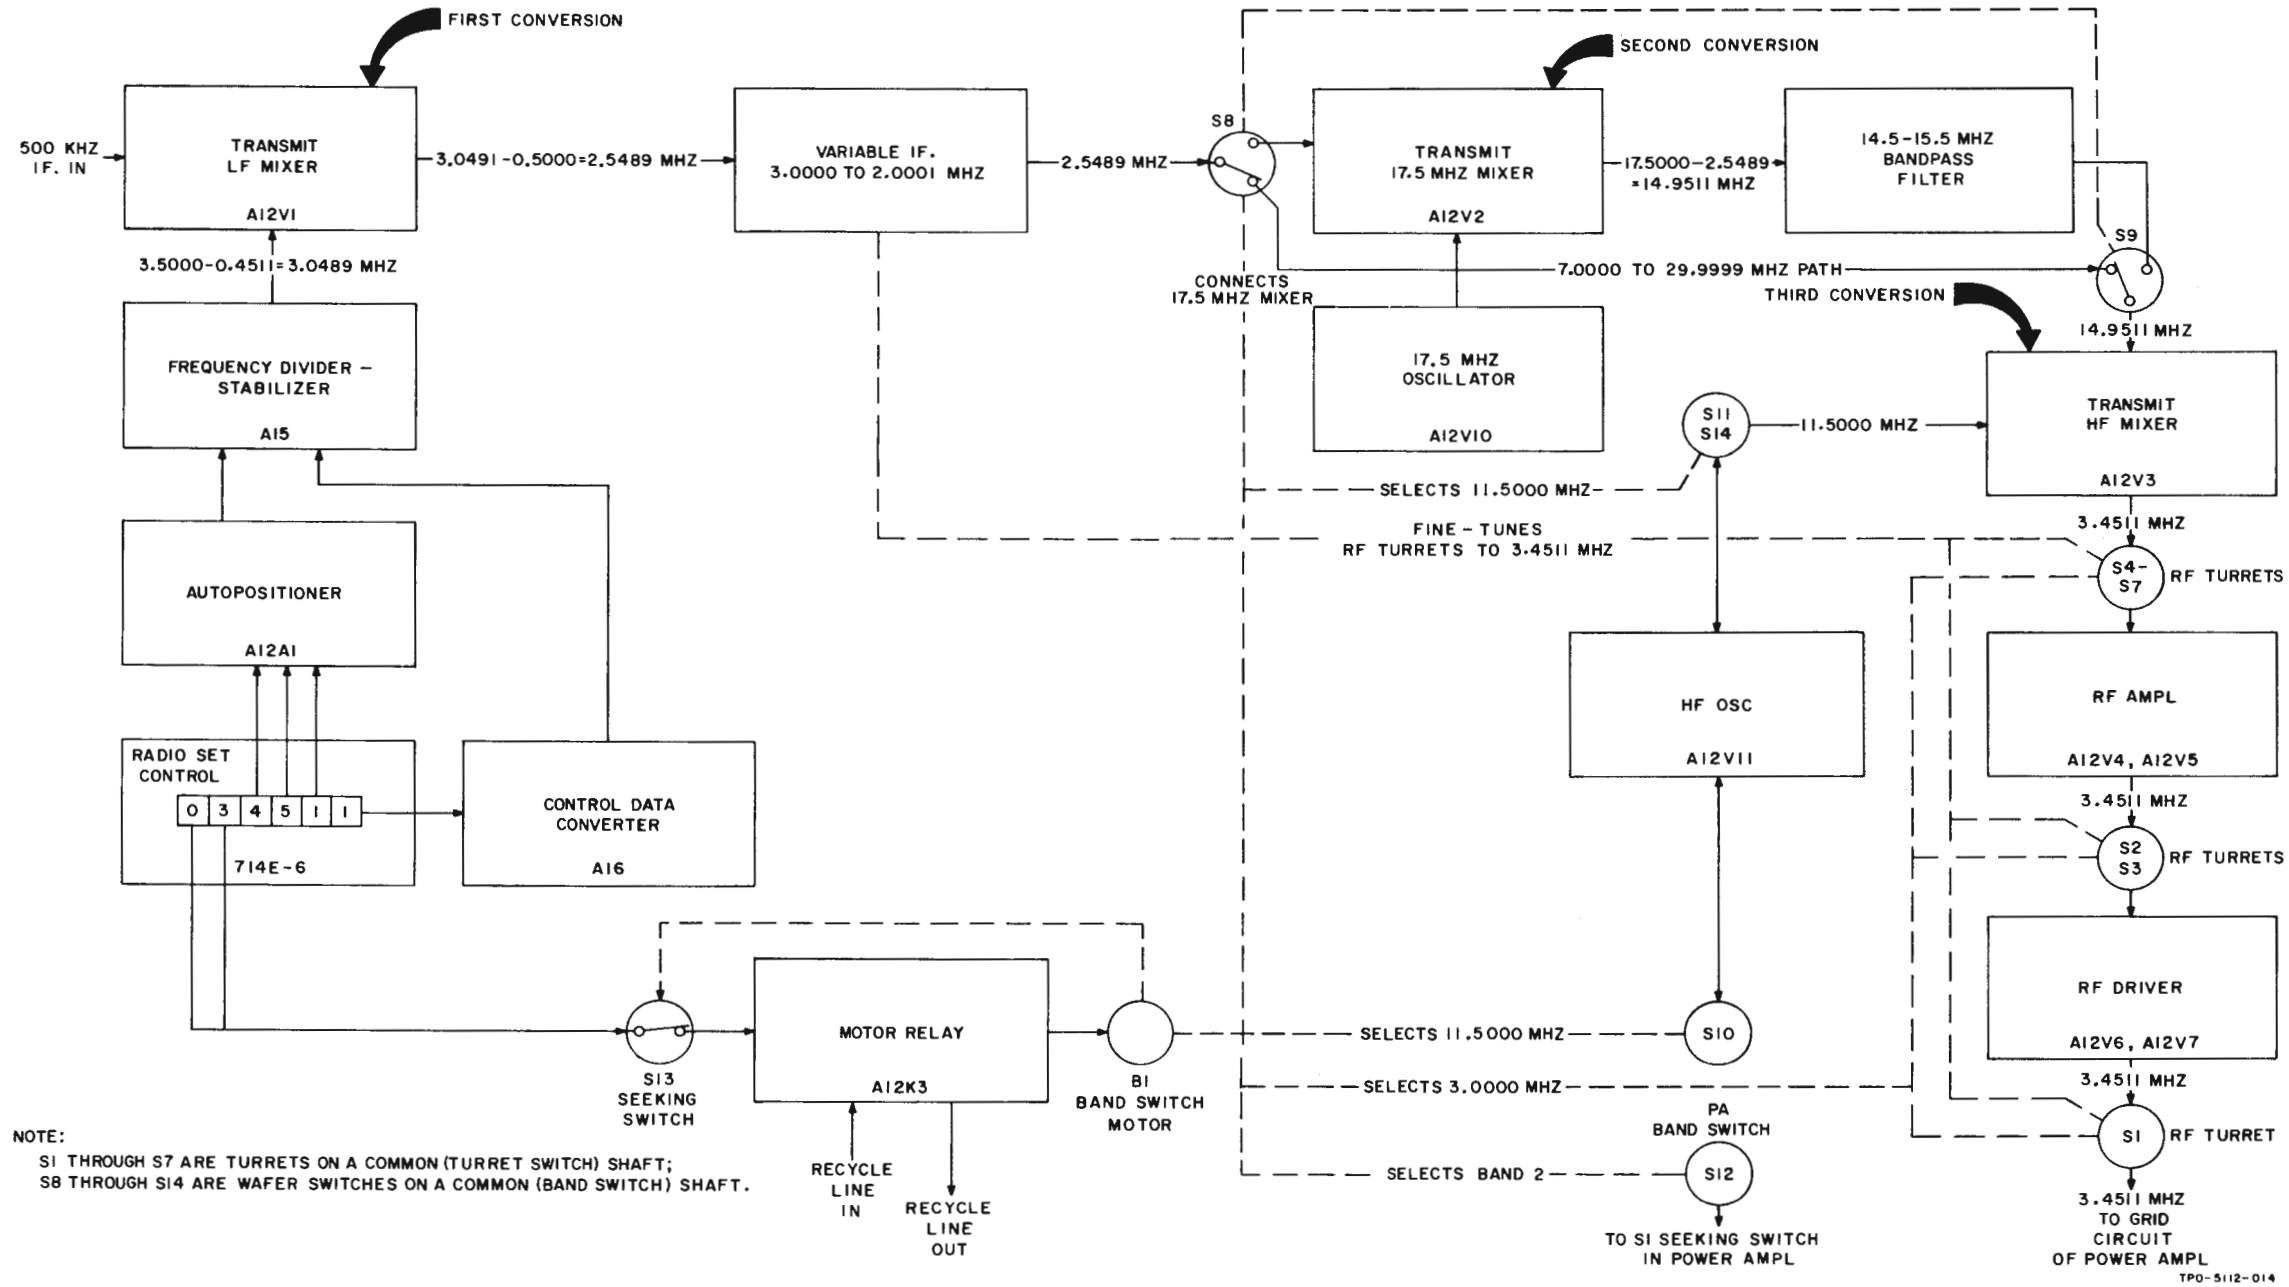 FIRST CONVERSION
500 KHZ
IF. IN
TRANSMIT
LF MIXER
A12V1
3.0491-0.5000=2.5489 MHZ
VARIABLE IF.
3.0000 TO 2.0001 MHZ
2.5489 MHZ
S8
SECOND CONVERSION
TRANSMIT
17.5 MHZ MIXER
A12V2
17.5000-2.5489
=14.9511 MHZ
14.5-15.5 MHZ
BANDPASS
FILTER
S9
3.5000-0.4511=3.0489 MHZ
7.0000 TO 29.9999 MHZ PATH
CONNECTS
17.5 MHZ MIXER
THIRD CONVERSION
14.9511 MHZ
FREQUENCY DIVIDER -
STABILIZER
A15
17.5 MHZ
OSCILLATOR
A12V10
S11
S14
11.5000 MHZ
TRANSMIT
HF MIXER
A12V3
SELECTS 11.5000 MHZ
FINE-TUNES
RF TURRETS TO 3.4511 MHZ
3.4511 MHZ
S4-
S7
RF TURRETS
AUTOPOSITIONER
A12A1
HF OSC
A12V11
RF AMPL
A12V4, A12V5
RADIO SET
CONTROL
0 3 4 5 1 1
714E-6
CONTROL DATA
CONVERTER
A16
3.4511 MHZ
S2
S3
RF TURRETS
RF DRIVER
A12V6, A12V7
S13
SEEKING
SWITCH
MOTOR RELAY
A12K3
B1
BAND SWITCH
MOTOR
SELECTS 11.5000 MHZ
S10
SELECTS 3.0000 MHZ
3.4511 MHZ
PA
BAND SWITCH
S1
RF TURRET
SELECTS BAND 2
S12
RECYCLE
LINE
IN
RECYCLE
LINE
OUT
TO S1 SEEKING SWITCH
IN POWER AMPL
3.4511 MHZ
TO GRID
CIRCUIT
OF POWER AMPL
NOTE:
S1 THROUGH S7 ARE TURRETS ON A COMMON (TURRET SWITCH) SHAFT;
S8 THROUGH S14 ARE WAFER SWITCHES ON A COMMON (BAND SWITCH) SHAFT.
TPO-5112-014